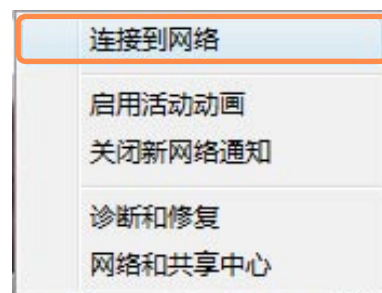 连接到网络
启用活动动画
关闭新网络通知
诊断和修复
网络和共享中心